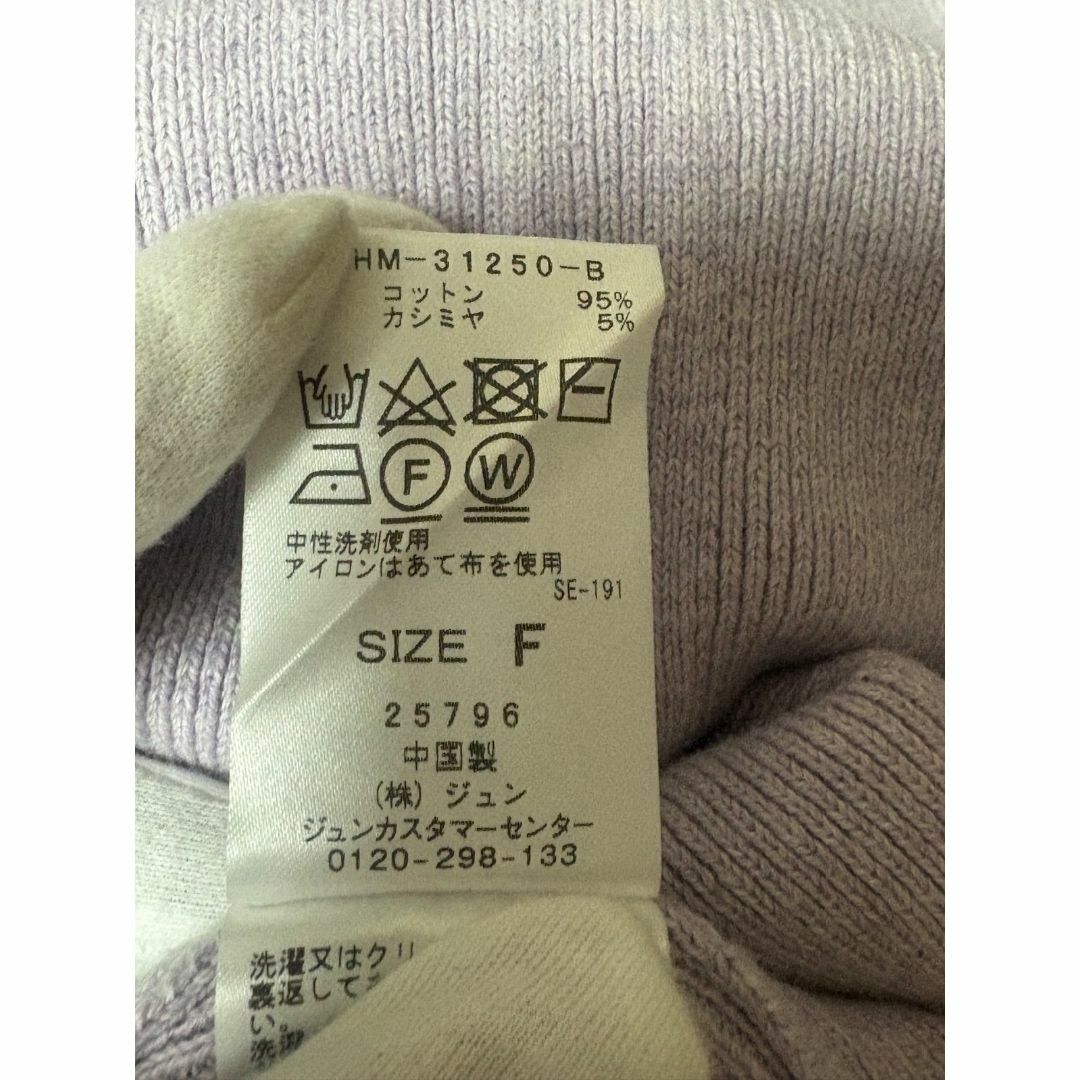 HM-31250-B
コットン 95%
カシミヤ 5%
F W
中性洗剤使用
アイロンはあて布を使用
SE-191
SIZE F
25796
中国製
(株) ジュン
ジュンカスタマーセンター
0120-298-133
洗濯又はクリ
裏返して
い。